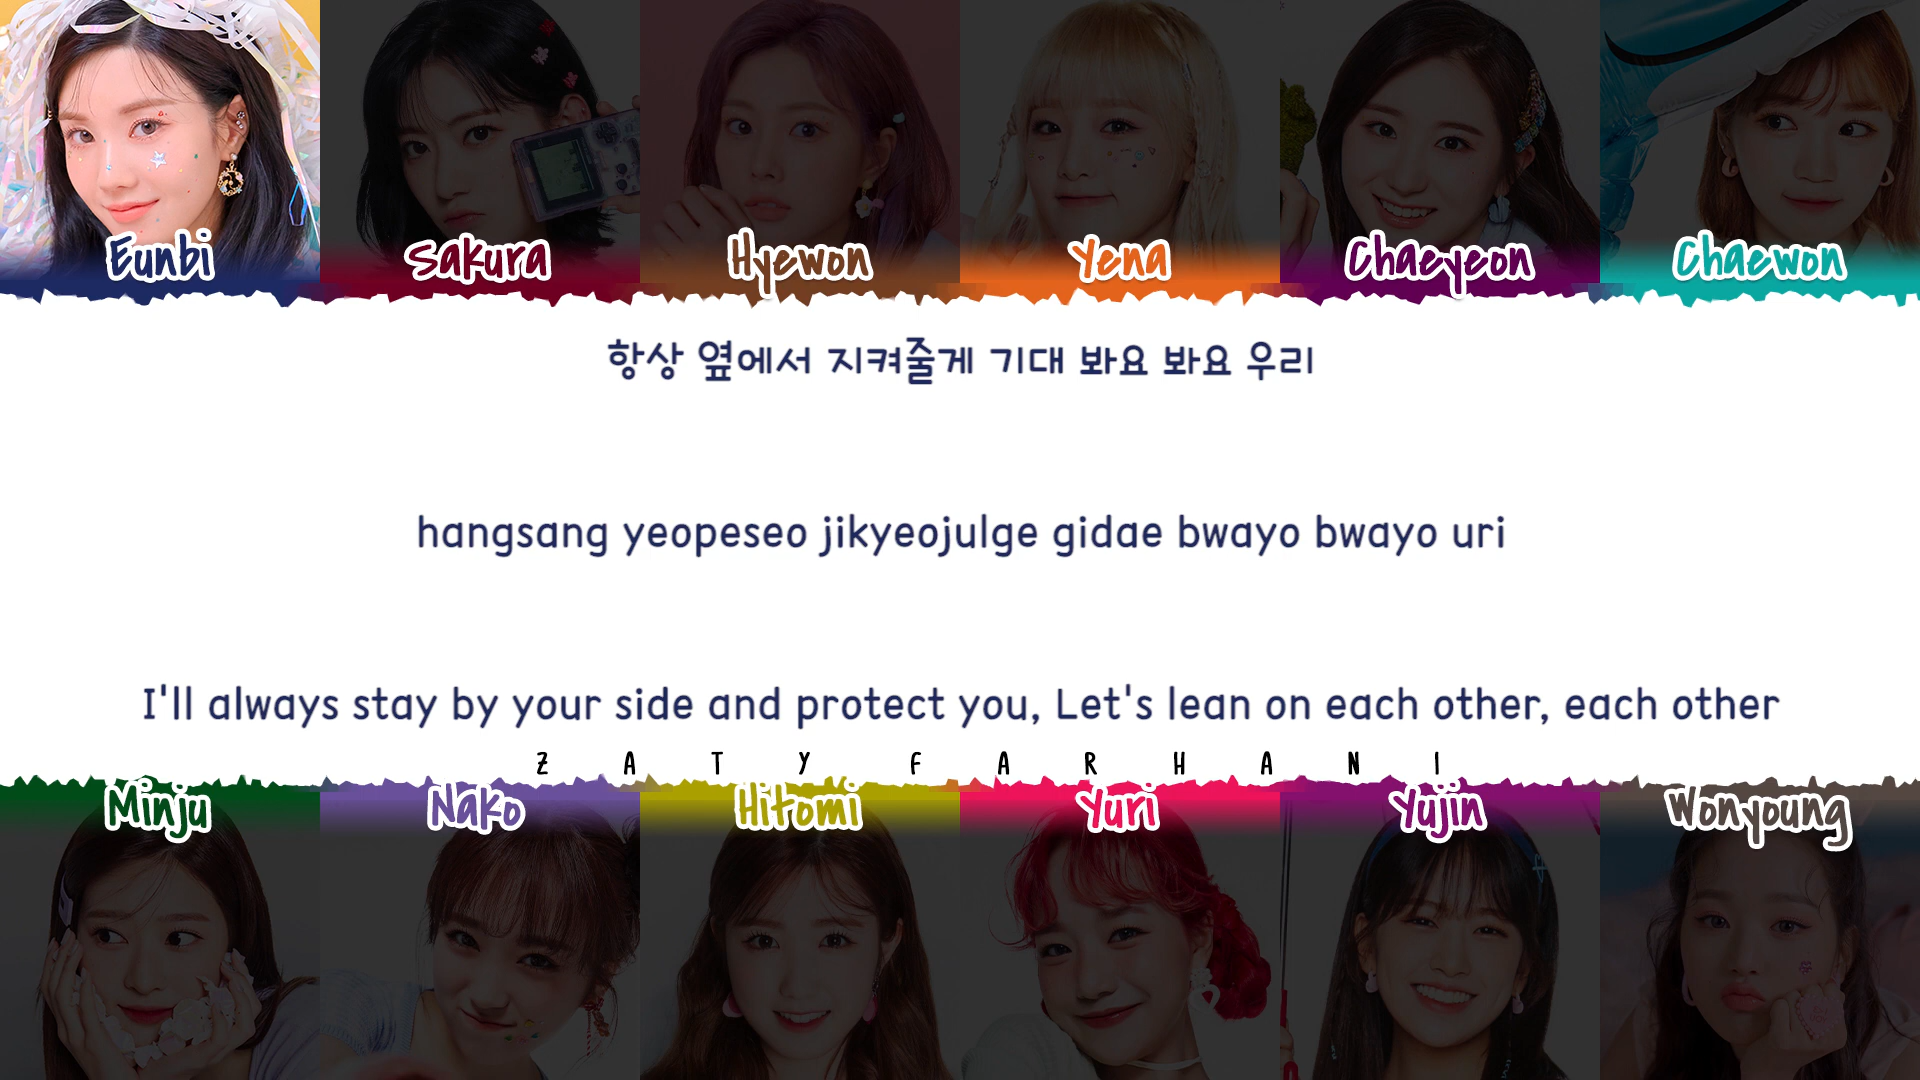 Eunbi Sakura Hyewon Yena Chaeyeon Chaewon
항상 옆에서 지켜줄게 기대 봐요 봐요 우리
hangsang yeopeseo jikyeojulge gidae bwayo bwayo uri
I'll always stay by your side and protect you, Let's lean on each other, each other
ZATY FARHANI
Minju Nako Hitomi Yuri Yujin Wonyoung